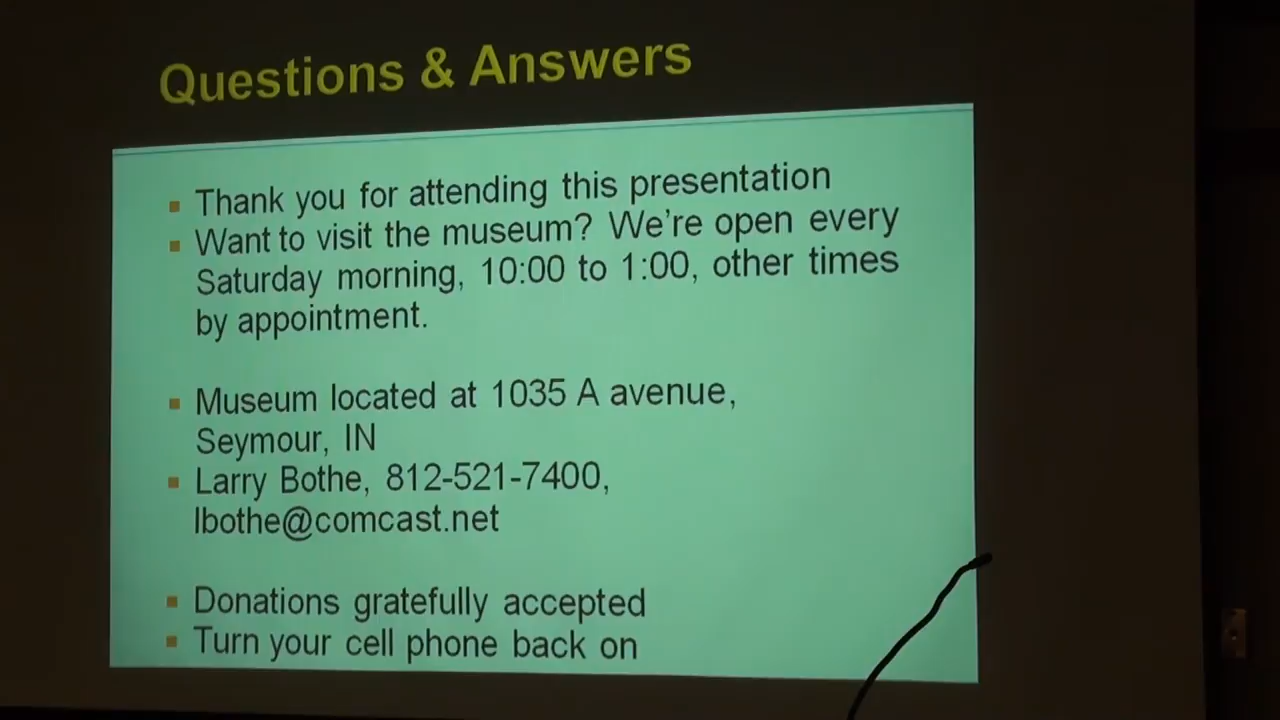 Questions & Answers
Thank you for attending this presentation
Want to visit the museum? We're open every
Saturday morning, 10:00 to 1:00, other times
by appointment.
Museum located at 1035 A avenue,
Seymour, IN
Larry Bothe, 812-521-7400,
lbothe@comcast.net
Donations gratefully accepted
Turn your cell phone back on